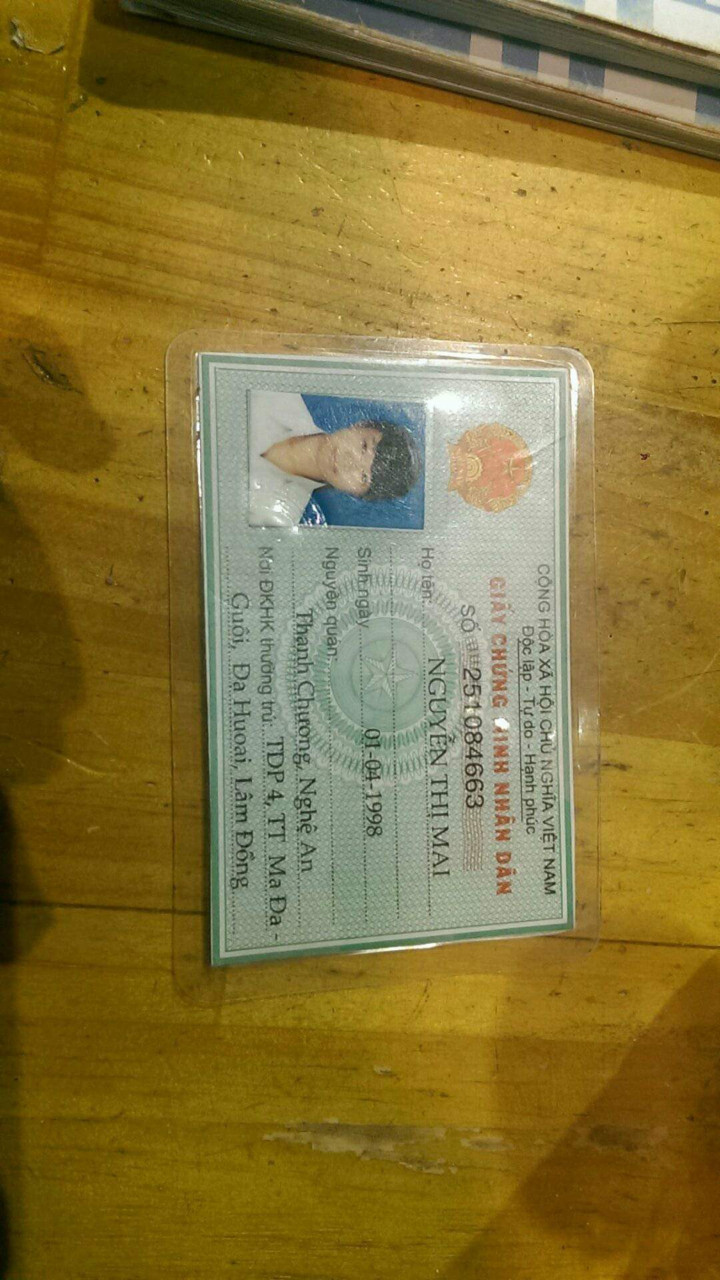 CỘNG HÒA XÃ HỘI CHỦ NGHĨA VIỆT NAM
Độc lập - Tự do - Hạnh phúc
GIẤY CHỨNG MINH NHÂN DÂN
SỐ 251084663
Họ tên: NGUYỄN THỊ MAI
Sinh ngày 01-04-1998
Nguyên quán: Thanh Chương, Nghệ An
Nơi ĐKHK thường trú: TDP 4, TT Ma Đa -
Guôi, Đa Huoai, Lâm Đồng